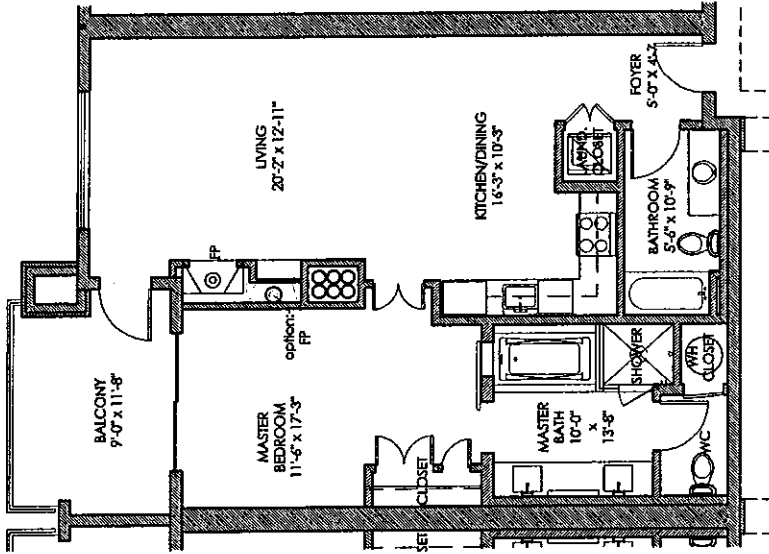 FOYER
5'-0" X 4'-7
LIVING
20'-2" x 12'-11"
KITCHEN/DINING
16'-3" x 10'-3"
CLOSET
BATHROOM
5'-6" x 10'-9"
FP
option:
FP
BALCONY
9'-0" x 11'-8"
MASTER
BEDROOM
11'-6" x 17'-3"
CLOSET
MASTER
BATH
10'-0"
x
13'-8"
SHOWER
WH
CLOSET
WC
SET